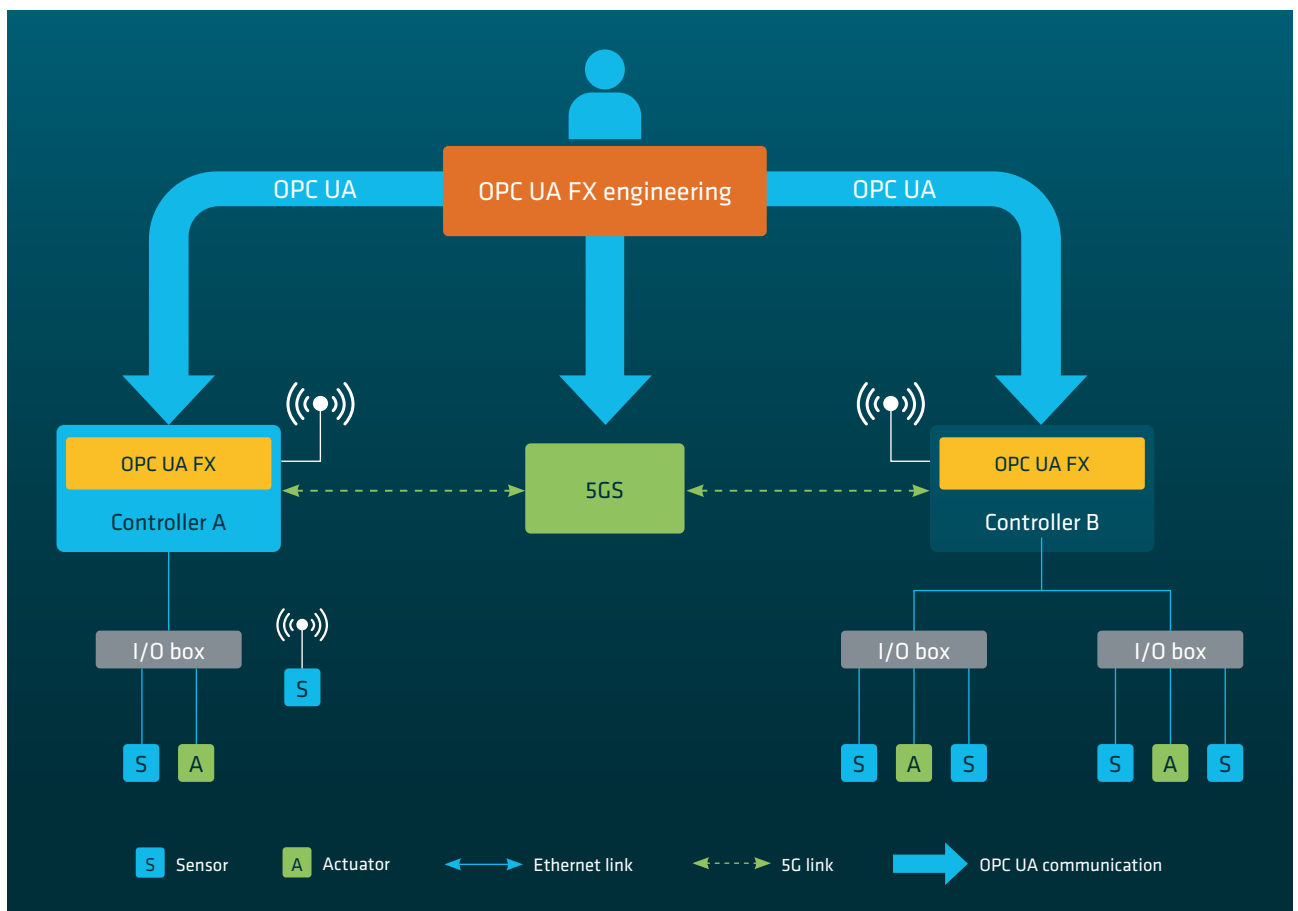 OPC UA
OPC UA FX engineering
OPC UA
OPC UA FX
Controller A
5GS
OPC UA FX
Controller B
I/O box
S
I/O box
I/O box
S
A
S
A
S
S
A
S
S
Sensor
A
Actuator
Ethernet link
5G link
OPC UA communication